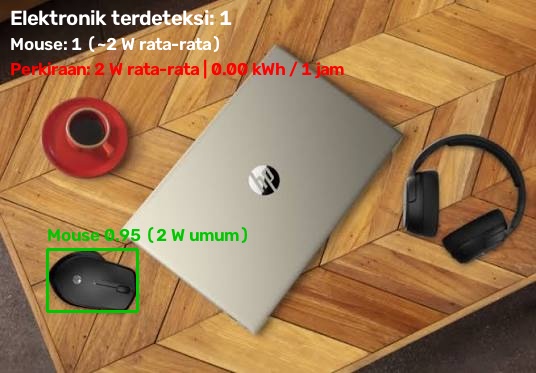 Elektronik terdeteksi: 1
Mouse: 1 (~2 W rata-rata)
Perkiraan: 2 W rata-rata | 0.00 kWh / 1 jam
hp
Mouse 0.95 (2 W umum)